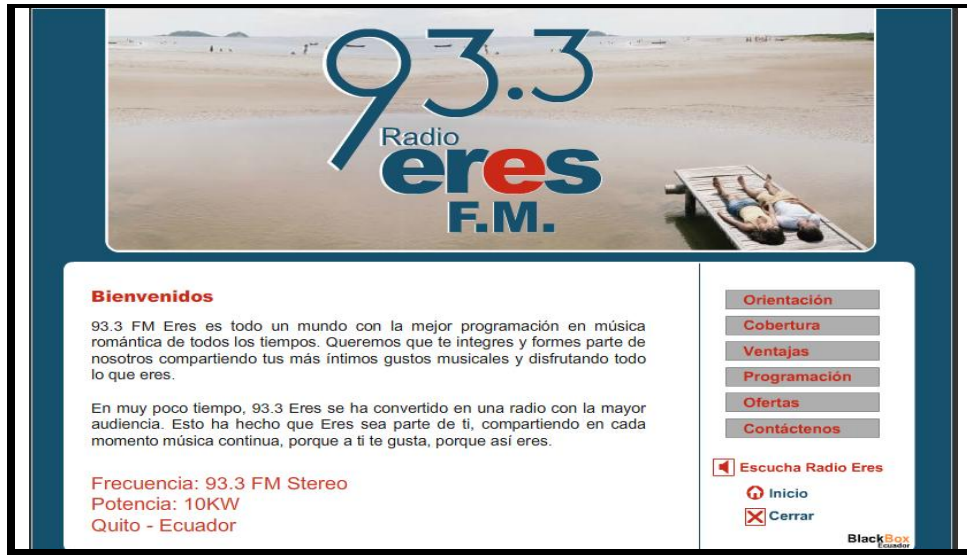 93.3
Radio
eres
F.M.
Bienvenidos
93.3 FM Eres es todo un mundo con la mejor programación en música
romántica de todos los tiempos. Queremos que te integres y formes parte de
nosotros compartiendo tus más íntimos gustos musicales y disfrutando todo
lo que eres.
En muy poco tiempo, 93.3 Eres se ha convertido en una radio con la mayor
audiencia. Esto ha hecho que Eres sea parte de ti, compartiendo en cada
momento música continua, porque a ti te gusta, porque así eres.
Frecuencia: 93.3 FM Stereo
Potencia: 10KW
Quito - Ecuador
Orientación
Cobertura
Ventajas
Programación
Ofertas
Contáctenos
Escucha Radio Eres
Inicio
Cerrar
BlackBox
Ecuador